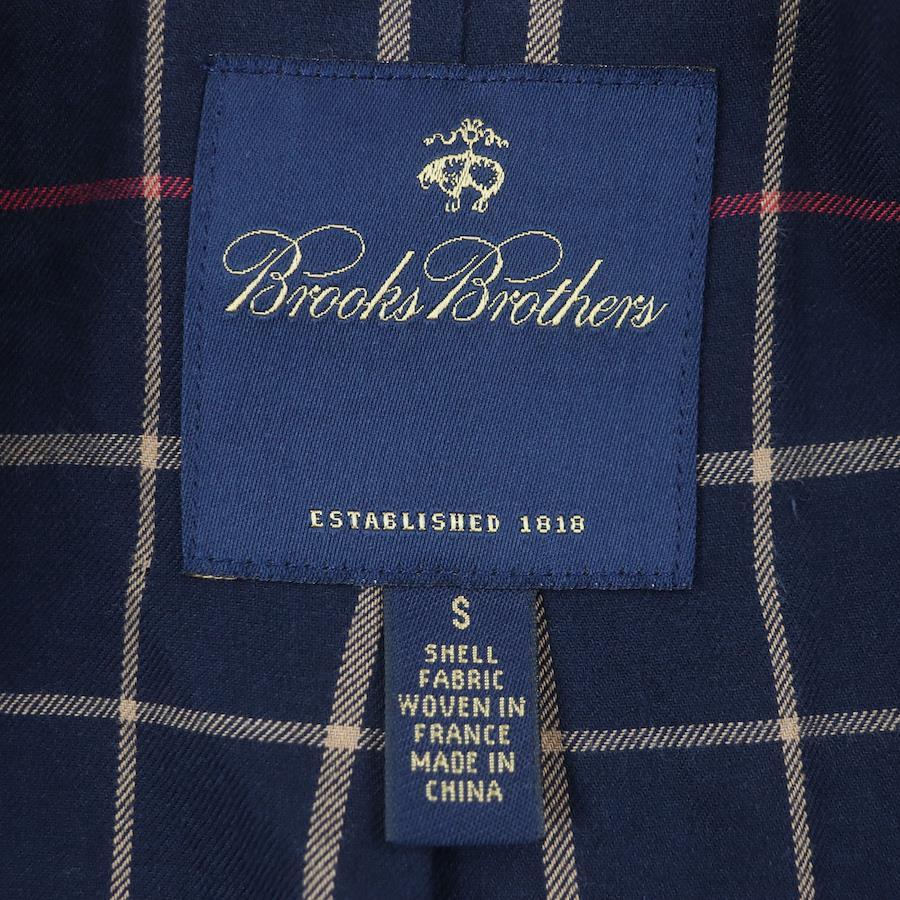 Brooks Brothers
ESTABLISHED 1818
S
SHELL
FABRIC
WOVEN IN
FRANCE
MADE IN
CHINA